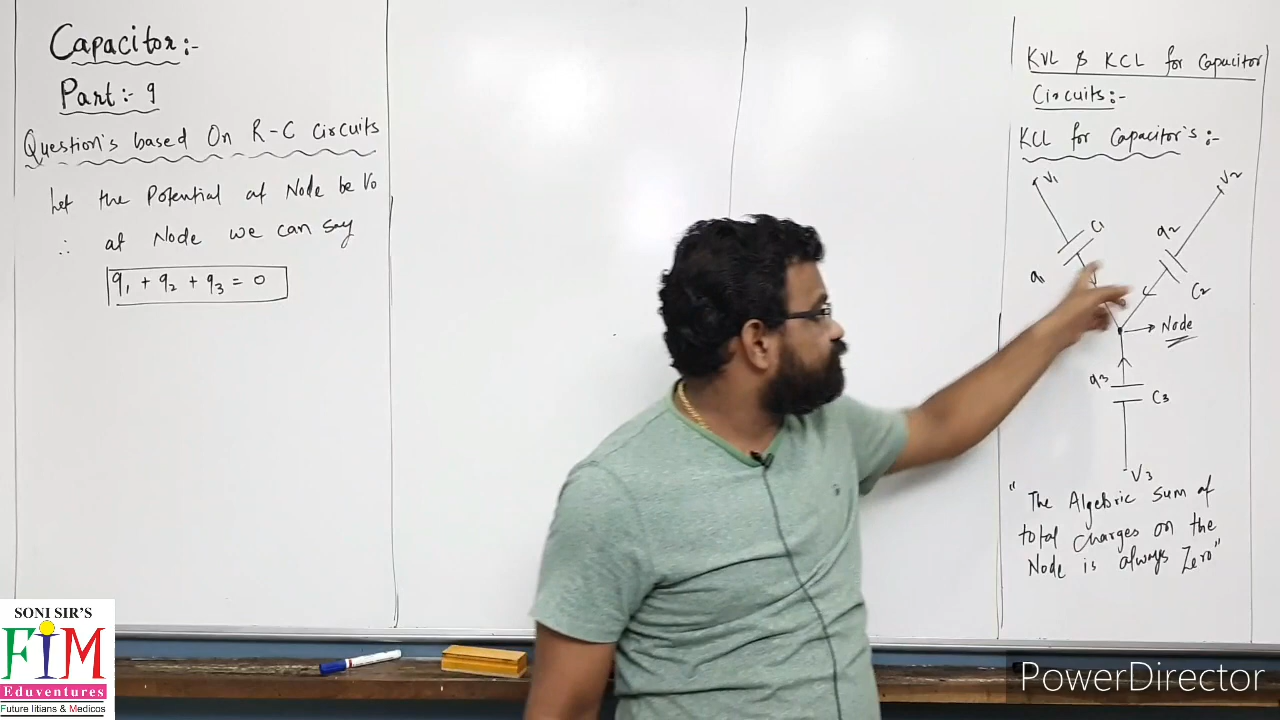 Capacitor:-
Part:- 9
Question's based On R-C Circuits
Let the Potential at Node be V0
∴ at Node we can say
q1 + q2 + q3 = 0
KVL & KCL for Capacitor
Circuits:-
KCL for Capacitor's:-
V1
V2
C1
q2
q1
C2
Node
q3
C3
V3
"The Algebric Sum of
total charges on the
Node is always Zero"
SONI SIR'S
FIM
Eduventures
Future Iitians & Medicos
PowerDirector